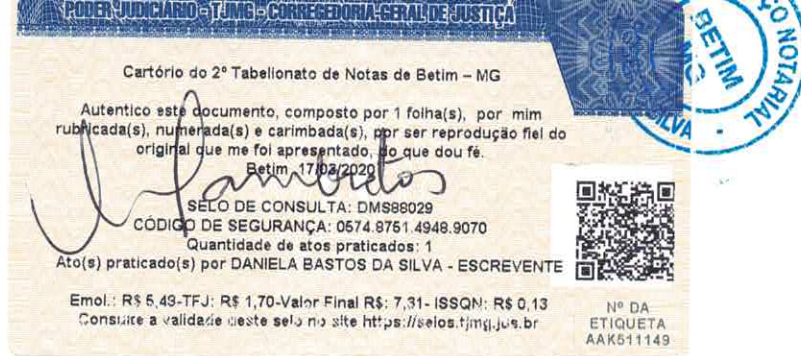 PODER JUDICIÁRIO - TJMG - CORREGEDORIA-GERAL DE JUSTIÇA
Cartório do 2º Tabelionato de Notas de Betim – MG
Autentico este documento, composto por 1 folha(s), por mim
rubricada(s), numerada(s) e carimbada(s), por ser reprodução fiel do
original que me foi apresentado, do que dou fé.
Betim, 17/03/2020
SELO DE CONSULTA: DMS88029
CÓDIGO DE SEGURANÇA: 0574.8751.4948.9070
Quantidade de atos praticados: 1
Ato(s) praticado(s) por DANIELA BASTOS DA SILVA - ESCREVENTE
Emol.: R$ 5,49-TFJ: R$ 1,70-Valor Final R$: 7,31- ISSQN: R$ 0,13
Consulte a validade deste selo no site https://selos.tjmg.jus.br
Nº DA
ETIQUETA
AAK511149
BETIM
MG
NOTARIAL
SILVA -